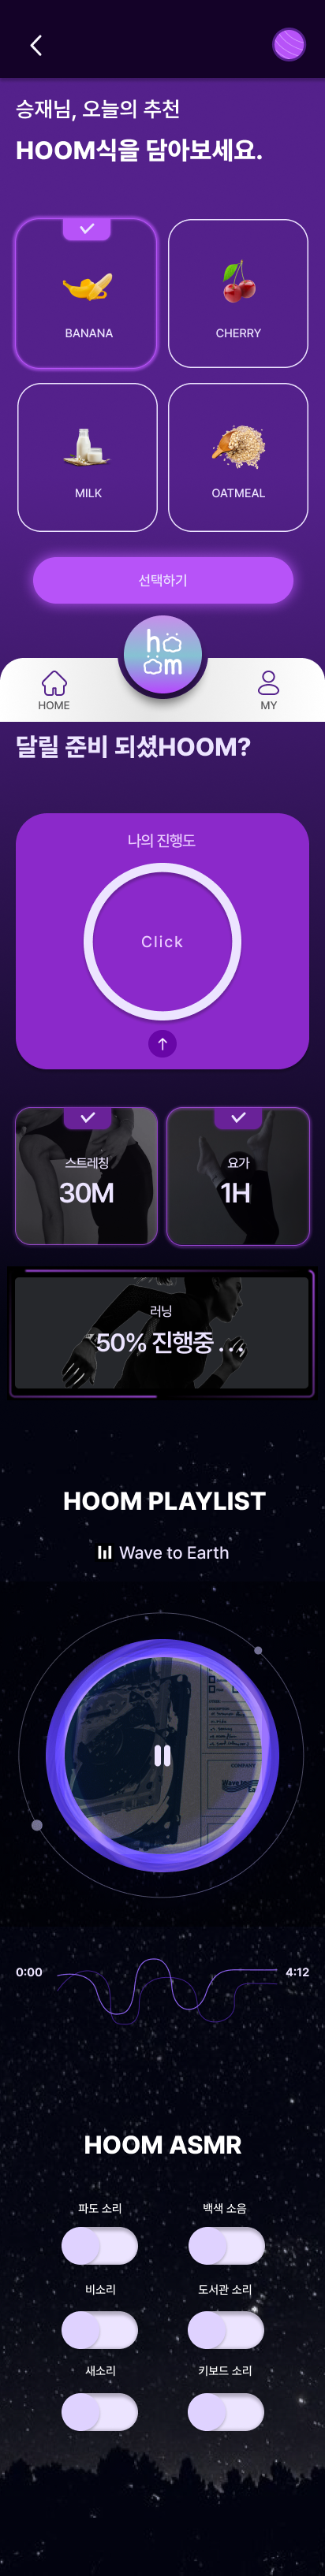 승재님, 오늘의 추천
HOOM식을 담아보세요.
BANANA
CHERRY
MILK
OATMEAL
선택하기
höö
öäm
HOME
MY
달릴 준비 되셨HOOM?
나의 진행도
Click
스트레칭
30M
요가
1H
러닝
50% 진행중 . . .
HOOM PLAYLIST
Wave to Earth
COMPANY
0:00
4:12
HOOM ASMR
파도 소리
백색 소음
비소리
도서관 소리
새소리
키보드 소리